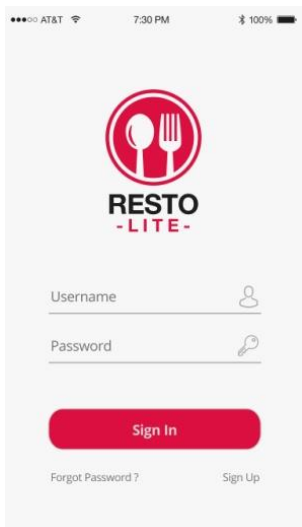 AT&T 7:30 PM 100%
RESTO
-LITE-
Username
Password
Sign In
Forgot Password ? Sign Up